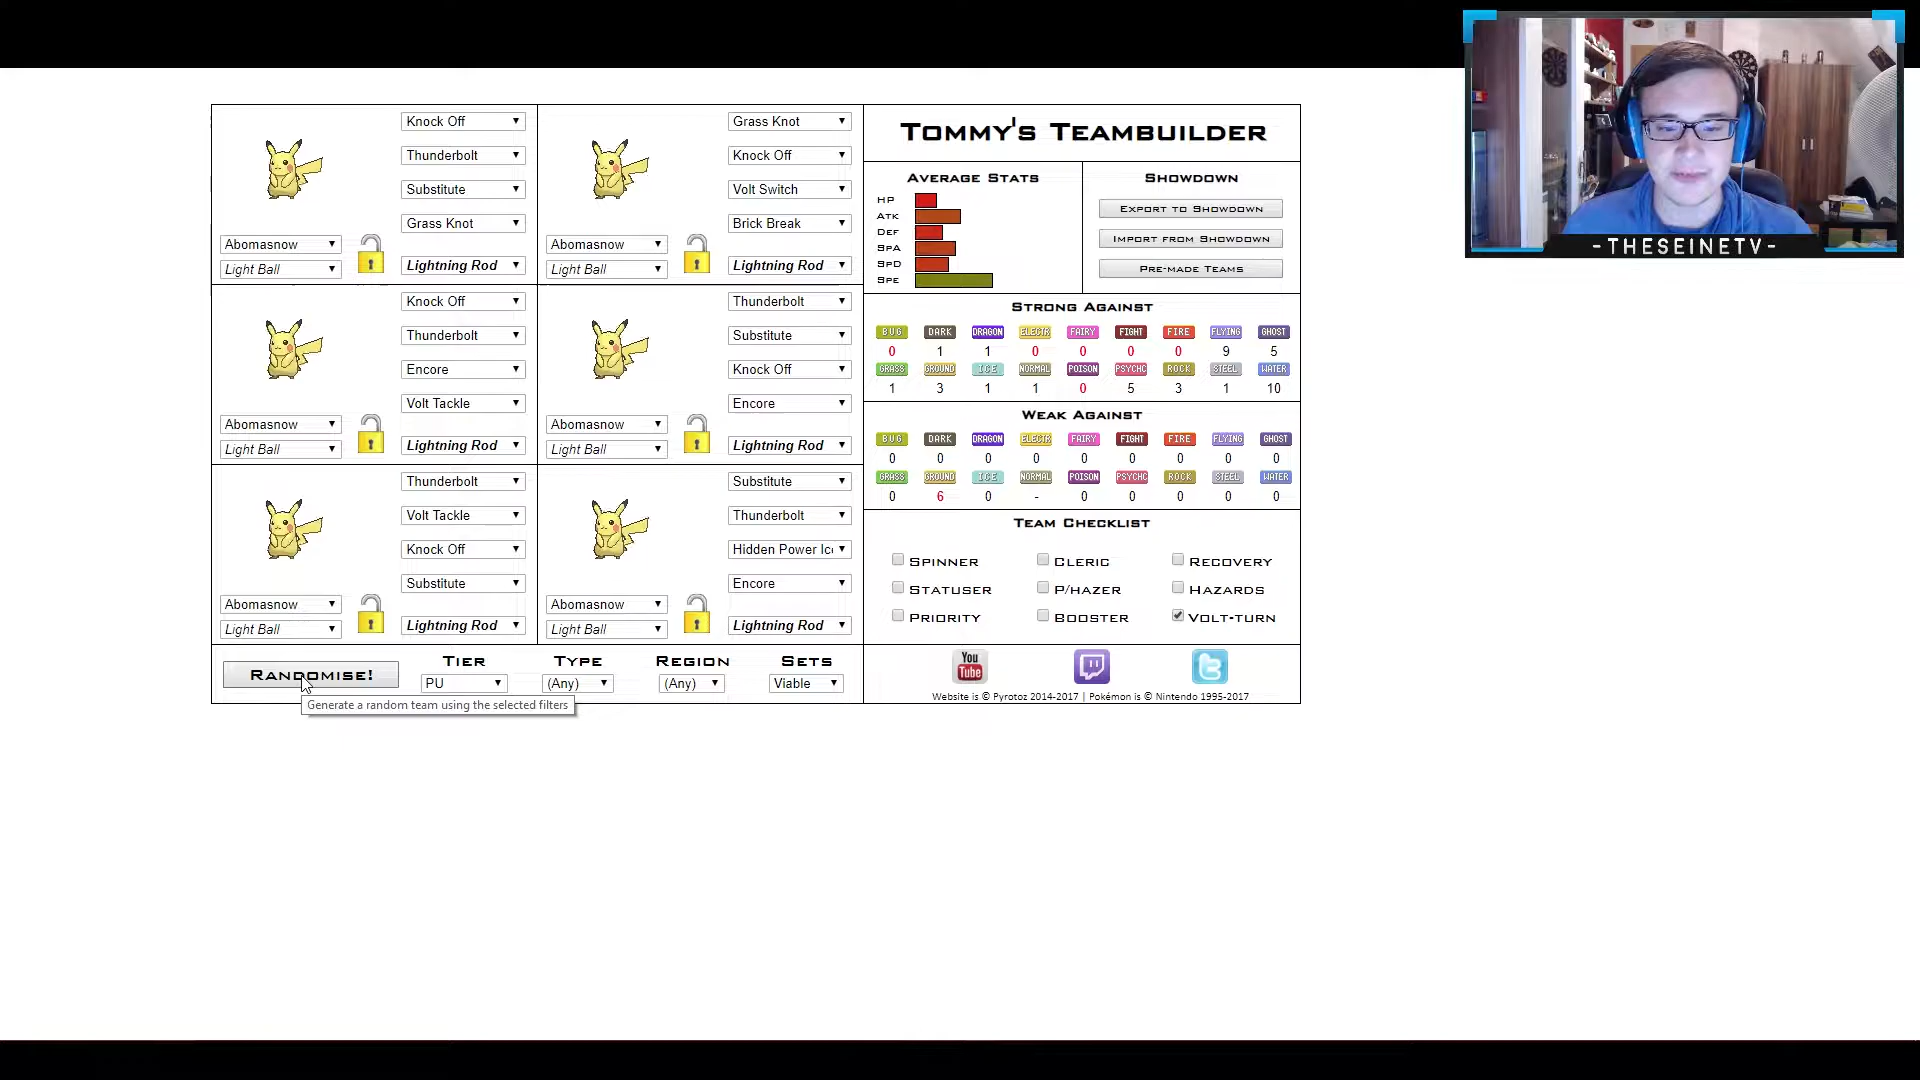 Knock Off
Thunderbolt
Substitute
Grass Knot
Abomasnow
Light Ball
Lightning Rod
Grass Knot
Knock Off
Volt Switch
Brick Break
Abomasnow
Light Ball
Lightning Rod
Knock Off
Thunderbolt
Encore
Volt Tackle
Abomasnow
Light Ball
Lightning Rod
Thunderbolt
Substitute
Knock Off
Encore
Abomasnow
Light Ball
Lightning Rod
Thunderbolt
Volt Tackle
Knock Off
Substitute
Abomasnow
Light Ball
Lightning Rod
Substitute
Thunderbolt
Hidden Power Ice
Encore
Abomasnow
Light Ball
Lightning Rod
Randomise!
Tier Type Region Sets
PU (Any) (Any) Viable
Generate a random team using the selected filters
Tommy's Teambuilder
Average Stats
HP
Atk
Def
SpA
SpD
Spe
Showdown
Export to Showdown
Import from Showdown
Pre-made Teams
Strong Against
BUG DARK DRAGON ELECTR FAIRY FIGHT FIRE FLYING GHOST
0 1 1 0 0 0 0 9 5
GRASS GROUND ICE NORMAL POISON PSYCHC ROCK STEEL WATER
1 3 1 1 0 5 3 1 10
Weak Against
BUG DARK DRAGON ELECTR FAIRY FIGHT FIRE FLYING GHOST
0 0 0 0 0 0 0 0 0
GRASS GROUND ICE NORMAL POISON PSYCHC ROCK STEEL WATER
0 6 0 - 0 0 0 0 0
Team Checklist
Spinner Cleric Recovery
Statuser P/Hazer Hazards
Priority Booster Volt-Turn
You Tube
Website is © Pyrotoz 2014-2017 | Pokémon is © Nintendo 1995-2017
-THESEINETV-